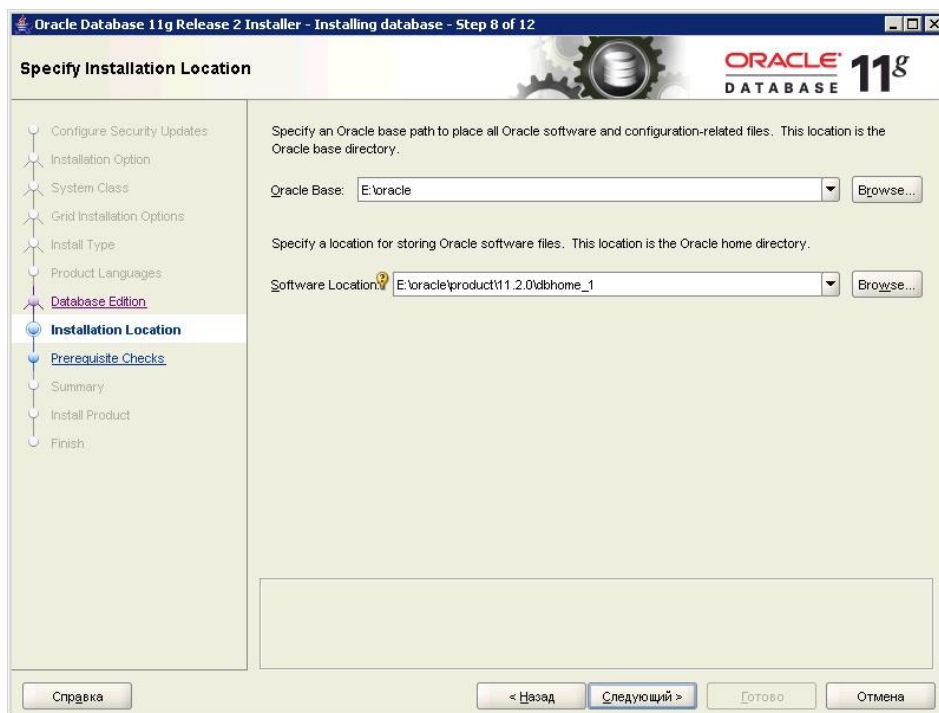 Oracle Database 11g Release 2 Installer - Installing database - Step 8 of 12
Specify Installation Location
ORACLE
DATABASE
11g
Configure Security Updates
Installation Option
System Class
Grid Installation Options
Install Type
Product Languages
Database Edition
Installation Location
Prerequisite Checks
Summary
Install Product
Finish
Specify an Oracle base path to place all Oracle software and configuration-related files. This location is the
Oracle base directory.
Oracle Base: E:\oracle Browse...
Specify a location for storing Oracle software files. This location is the Oracle home directory.
Software Location: E:\oracle\product\11.2.0\dbhome_1 Browse...
Справка
< Назад
Следующий >
Готово
Отмена